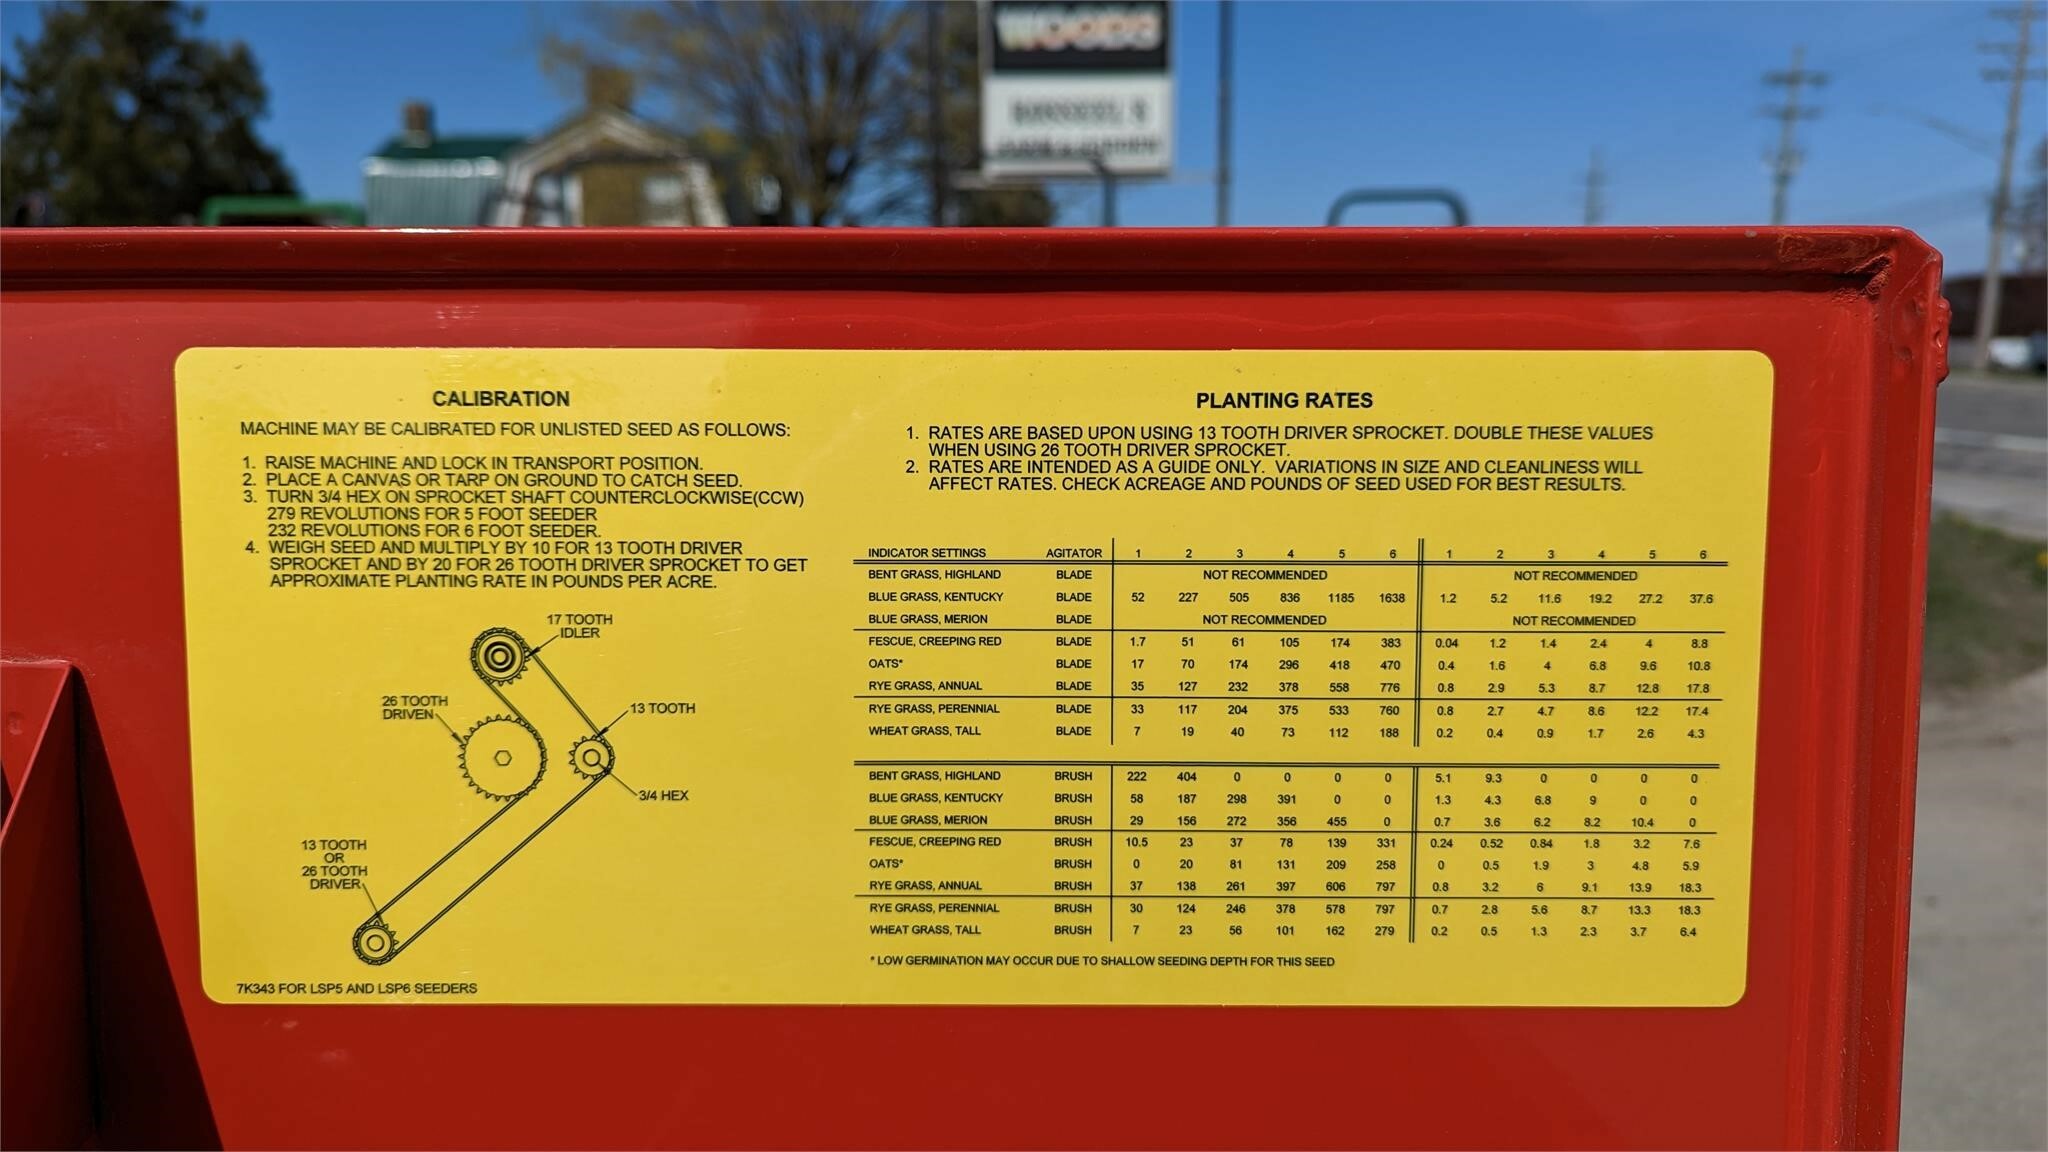 WOODS
CALIBRATION
MACHINE MAY BE CALIBRATED FOR UNLISTED SEED AS FOLLOWS:
1. RAISE MACHINE AND LOCK IN TRANSPORT POSITION.
2. PLACE A CANVAS OR TARP ON GROUND TO CATCH SEED.
3. TURN 3/4 HEX ON SPROCKET SHAFT COUNTERCLOCKWISE(CCW)
279 REVOLUTIONS FOR 5 FOOT SEEDER
232 REVOLUTIONS FOR 6 FOOT SEEDER.
4. WEIGH SEED AND MULTIPLY BY 10 FOR 13 TOOTH DRIVER
SPROCKET AND BY 20 FOR 26 TOOTH DRIVER SPROCKET TO GET
APPROXIMATE PLANTING RATE IN POUNDS PER ACRE.
17 TOOTH
IDLER
26 TOOTH
DRIVEN
13 TOOTH
3/4 HEX
13 TOOTH
OR
26 TOOTH
DRIVER
7K343 FOR LSP5 AND LSP6 SEEDERS
PLANTING RATES
1. RATES ARE BASED UPON USING 13 TOOTH DRIVER SPROCKET. DOUBLE THESE VALUES
WHEN USING 26 TOOTH DRIVER SPROCKET.
2. RATES ARE INTENDED AS A GUIDE ONLY. VARIATIONS IN SIZE AND CLEANLINESS WILL
AFFECT RATES. CHECK ACREAGE AND POUNDS OF SEED USED FOR BEST RESULTS.
INDICATOR SETTINGS AGITATOR 1 2 3 4 5 6 1 2 3 4 5 6
BENT GRASS, HIGHLAND BLADE NOT RECOMMENDED NOT RECOMMENDED
BLUE GRASS, KENTUCKY BLADE 52 227 505 836 1185 1638 1.2 5.2 11.6 19.2 27.2 37.6
BLUE GRASS, MERION BLADE NOT RECOMMENDED NOT RECOMMENDED
FESCUE, CREEPING RED BLADE 1.7 51 61 105 174 383 0.04 1.2 1.4 2.4 4 8.8
OATS* BLADE 17 70 174 296 418 470 0.4 1.6 4 6.8 9.6 10.8
RYE GRASS, ANNUAL BLADE 35 127 232 378 558 776 0.8 2.9 5.3 8.7 12.8 17.8
RYE GRASS, PERENNIAL BLADE 33 117 204 375 533 760 0.8 2.7 4.7 8.6 12.2 17.4
WHEAT GRASS, TALL BLADE 7 19 40 73 112 188 0.2 0.4 0.9 1.7 2.6 4.3
BENT GRASS, HIGHLAND BRUSH 222 404 0 0 0 0 5.1 9.3 0 0 0 0
BLUE GRASS, KENTUCKY BRUSH 58 187 298 391 0 0 1.3 4.3 6.8 9 0 0
BLUE GRASS, MERION BRUSH 29 156 272 356 455 0 0.7 3.6 6.2 8.2 10.4 0
FESCUE, CREEPING RED BRUSH 10.5 23 37 78 139 331 0.24 0.52 0.84 1.8 3.2 7.6
OATS* BRUSH 0 20 81 131 209 258 0 0.5 1.9 3 4.8 5.9
RYE GRASS, ANNUAL BRUSH 37 138 261 397 606 797 0.8 3.2 6 9.1 13.9 18.3
RYE GRASS, PERENNIAL BRUSH 30 124 246 378 578 797 0.7 2.8 5.6 8.7 13.3 18.3
WHEAT GRASS, TALL BRUSH 7 23 56 101 162 279 0.2 0.5 1.3 2.3 3.7 6.4
* LOW GERMINATION MAY OCCUR DUE TO SHALLOW SEEDING DEPTH FOR THIS SEED